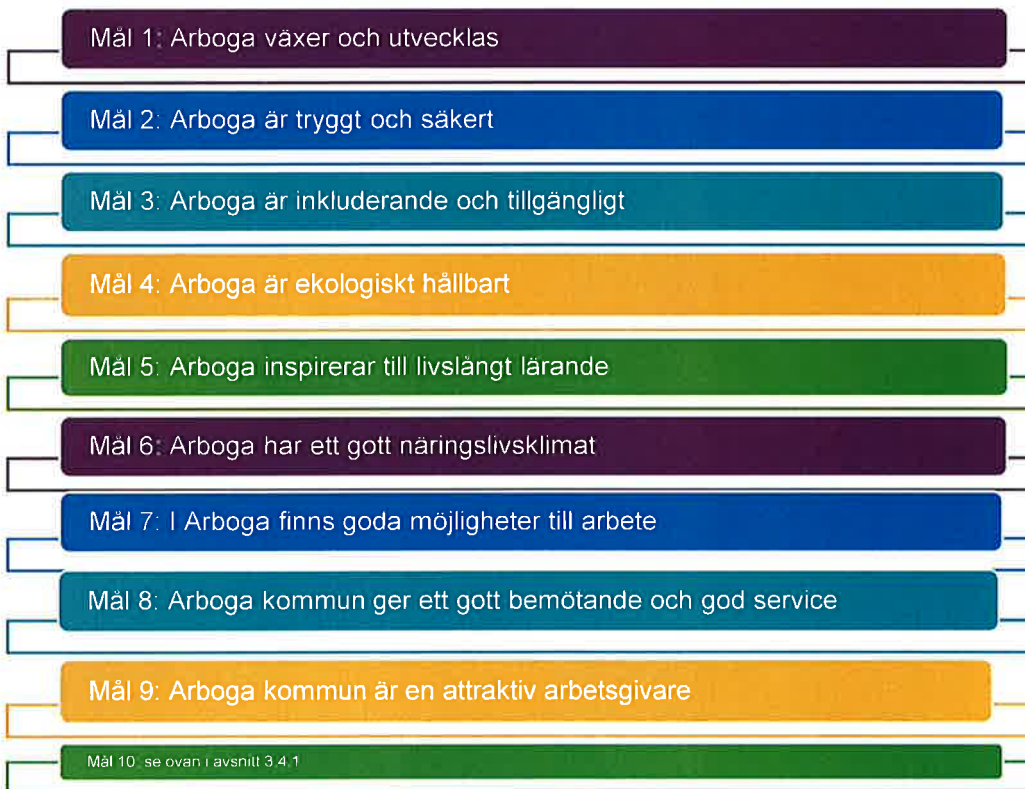 Mål 1: Arboga växer och utvecklas
Mål 2: Arboga är tryggt och säkert
Mål 3: Arboga är inkluderande och tillgängligt
Mål 4: Arboga är ekologiskt hållbart
Mål 5: Arboga inspirerar till livslångt lärande
Mål 6: Arboga har ett gott näringslivsklimat
Mål 7: I Arboga finns goda möjligheter till arbete
Mål 8: Arboga kommun ger ett gott bemötande och god service
Mål 9: Arboga kommun är en attraktiv arbetsgivare
Mål 10: se ovan i avsnitt 3.4.1